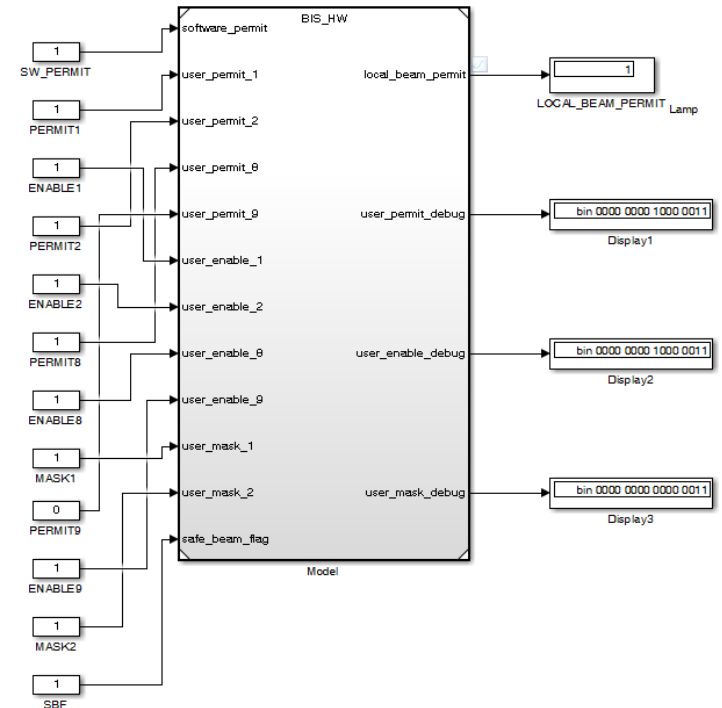 BIS_HW
1
SW_PERMIT
1
PERMIT1
1
ENABLE1
1
PERMIT2
1
ENABLE2
1
PERMIT8
1
ENABLE8
1
MASK1
0
PERMIT9
1
ENABLE9
1
MASK2
1
SBF
software_permit
user_permit_1
user_permit_2
user_permit_8
user_permit_9
user_enable_1
user_enable_2
user_enable_8
user_enable_9
user_mask_1
user_mask_2
safe_beam_flag
local_beam_permit
user_permit_debug
user_enable_debug
user_mask_debug
Model
1
LOCAL_BEAM_PERMIT
Lamp
bin 0000 0000 1000 0011
Display1
bin 0000 0000 1000 0011
Display2
bin 0000 0000 0000 0011
Display3